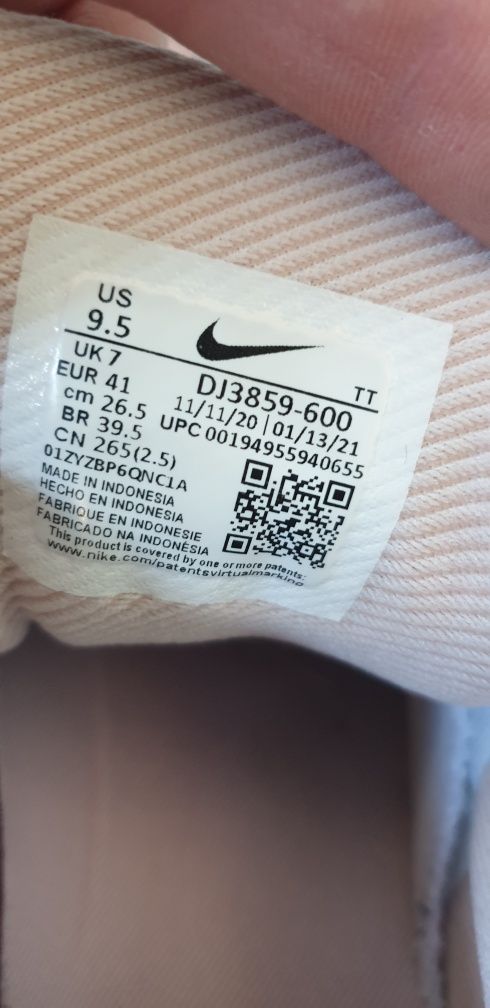 US
9.5
UK 7
EUR 41
cm 26.5
BR 39.5
CN 265(2.5)
TT
DJ3859-600
11/11/20 | 01/13/21
UPC 00194955940655
01ZYZBP6QNC1A
MADE IN INDONESIA
HECHO EN INDONESIA
FABRIQUE EN INDONESIE
FABRICADO NA INDONÉSIA
This product is covered by one or more patents:
www.nike.com/patentsvirtualmarking